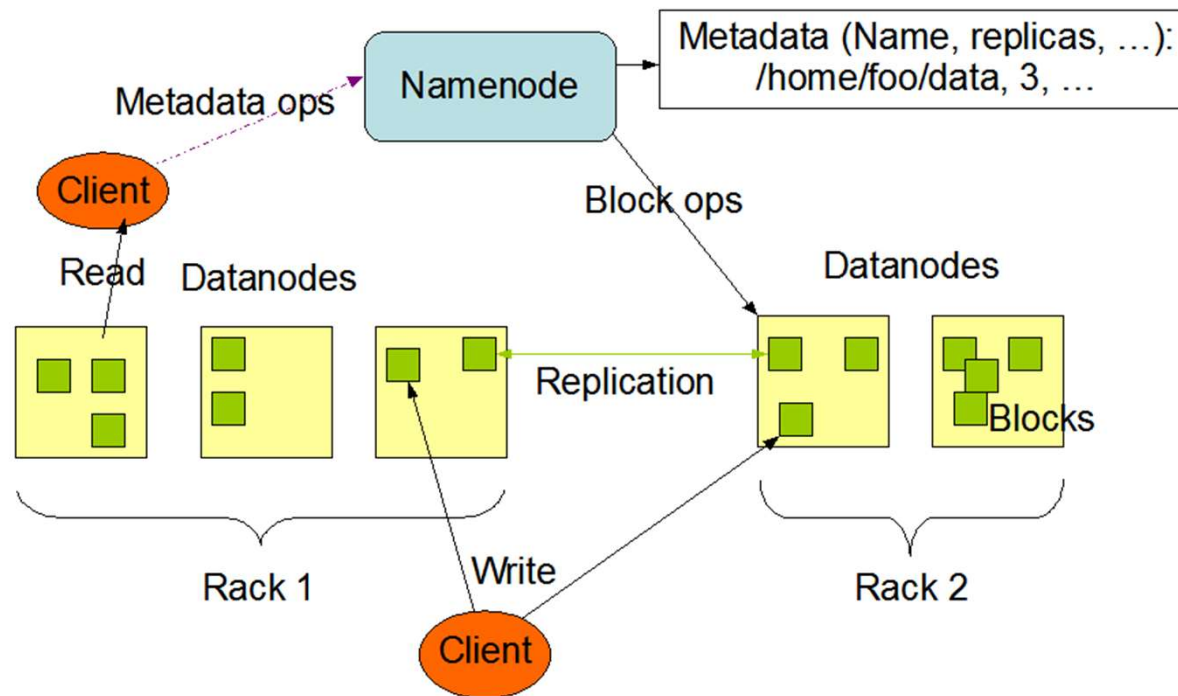 Metadata (Name, replicas, …):
/home/foo/data, 3, …
Namenode
Metadata ops
Client
Block ops
Read
Datanodes
Datanodes
Replication
Blocks
Rack 1
Write
Rack 2
Client